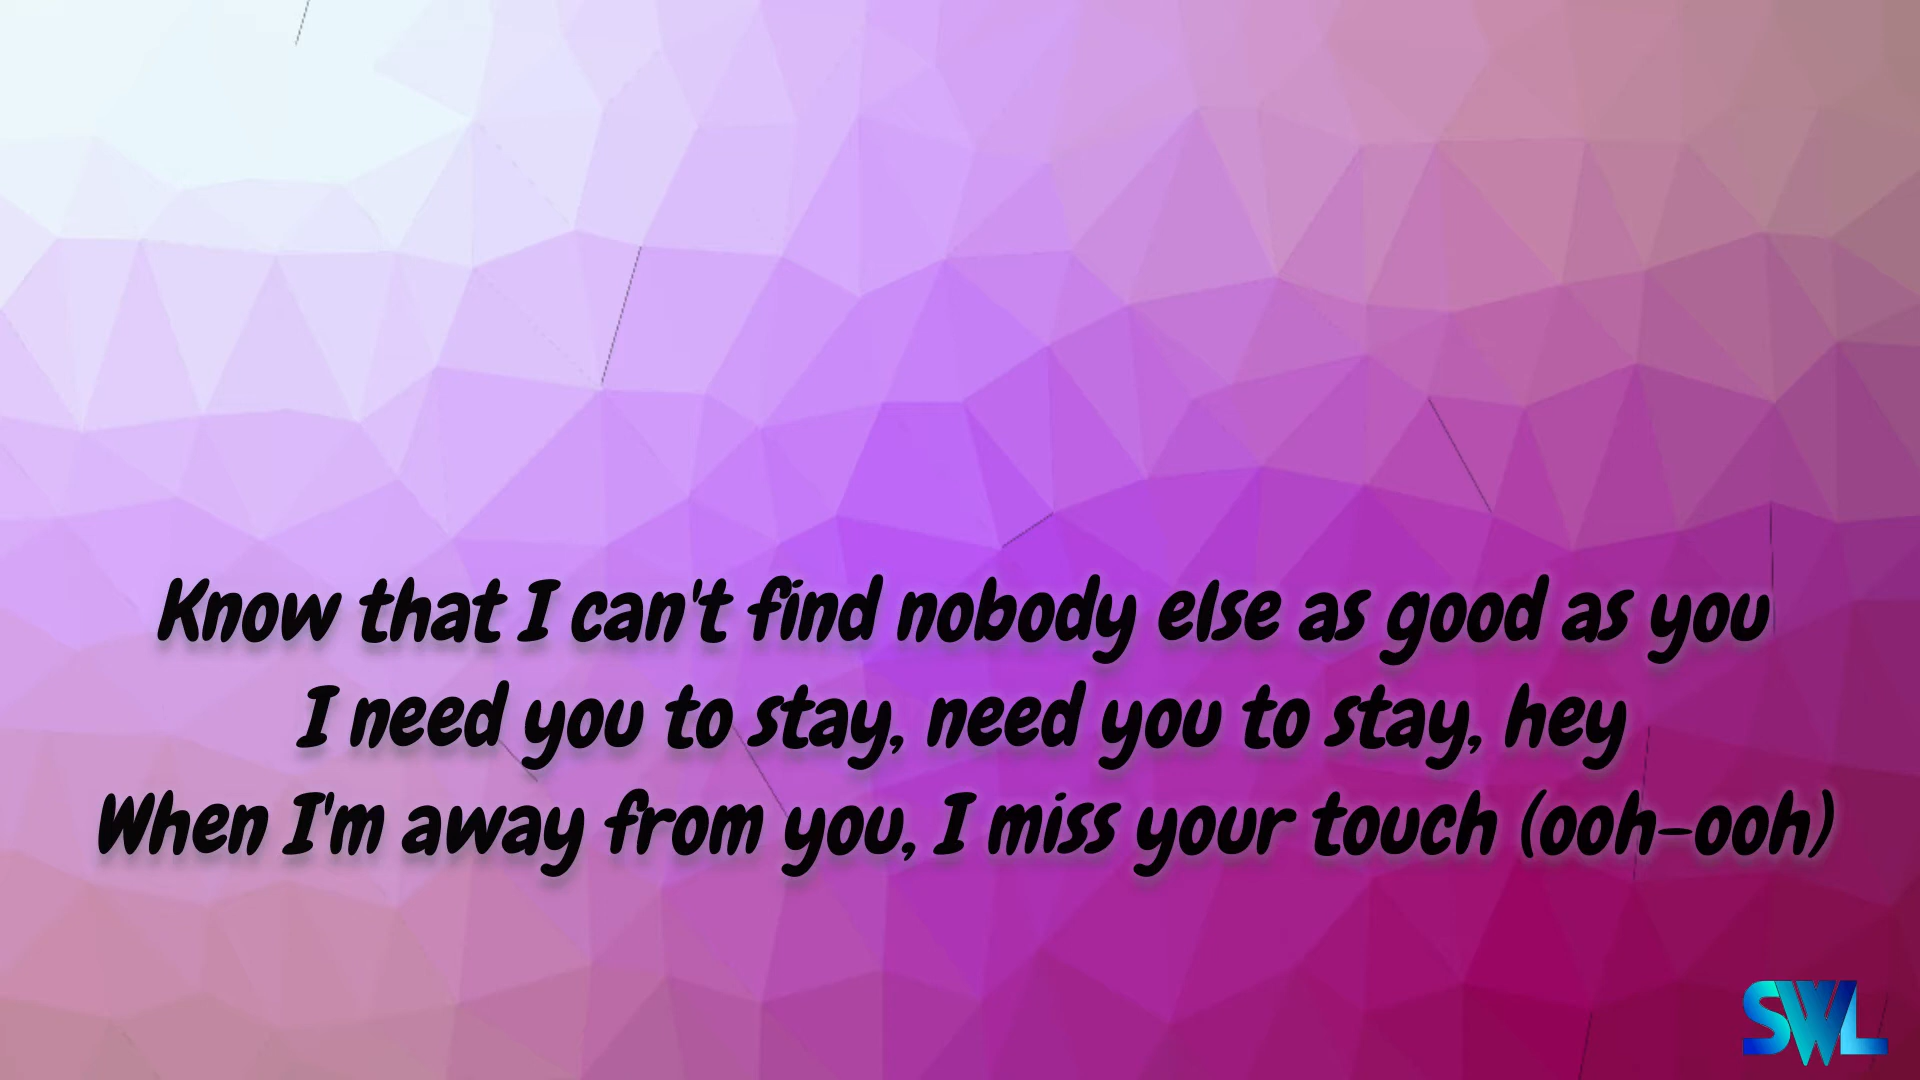 Know that I can't find nobody else as good as you
I need you to stay, need you to stay, hey
When I'm away from you, I miss your touch (ooh-ooh)
SWL